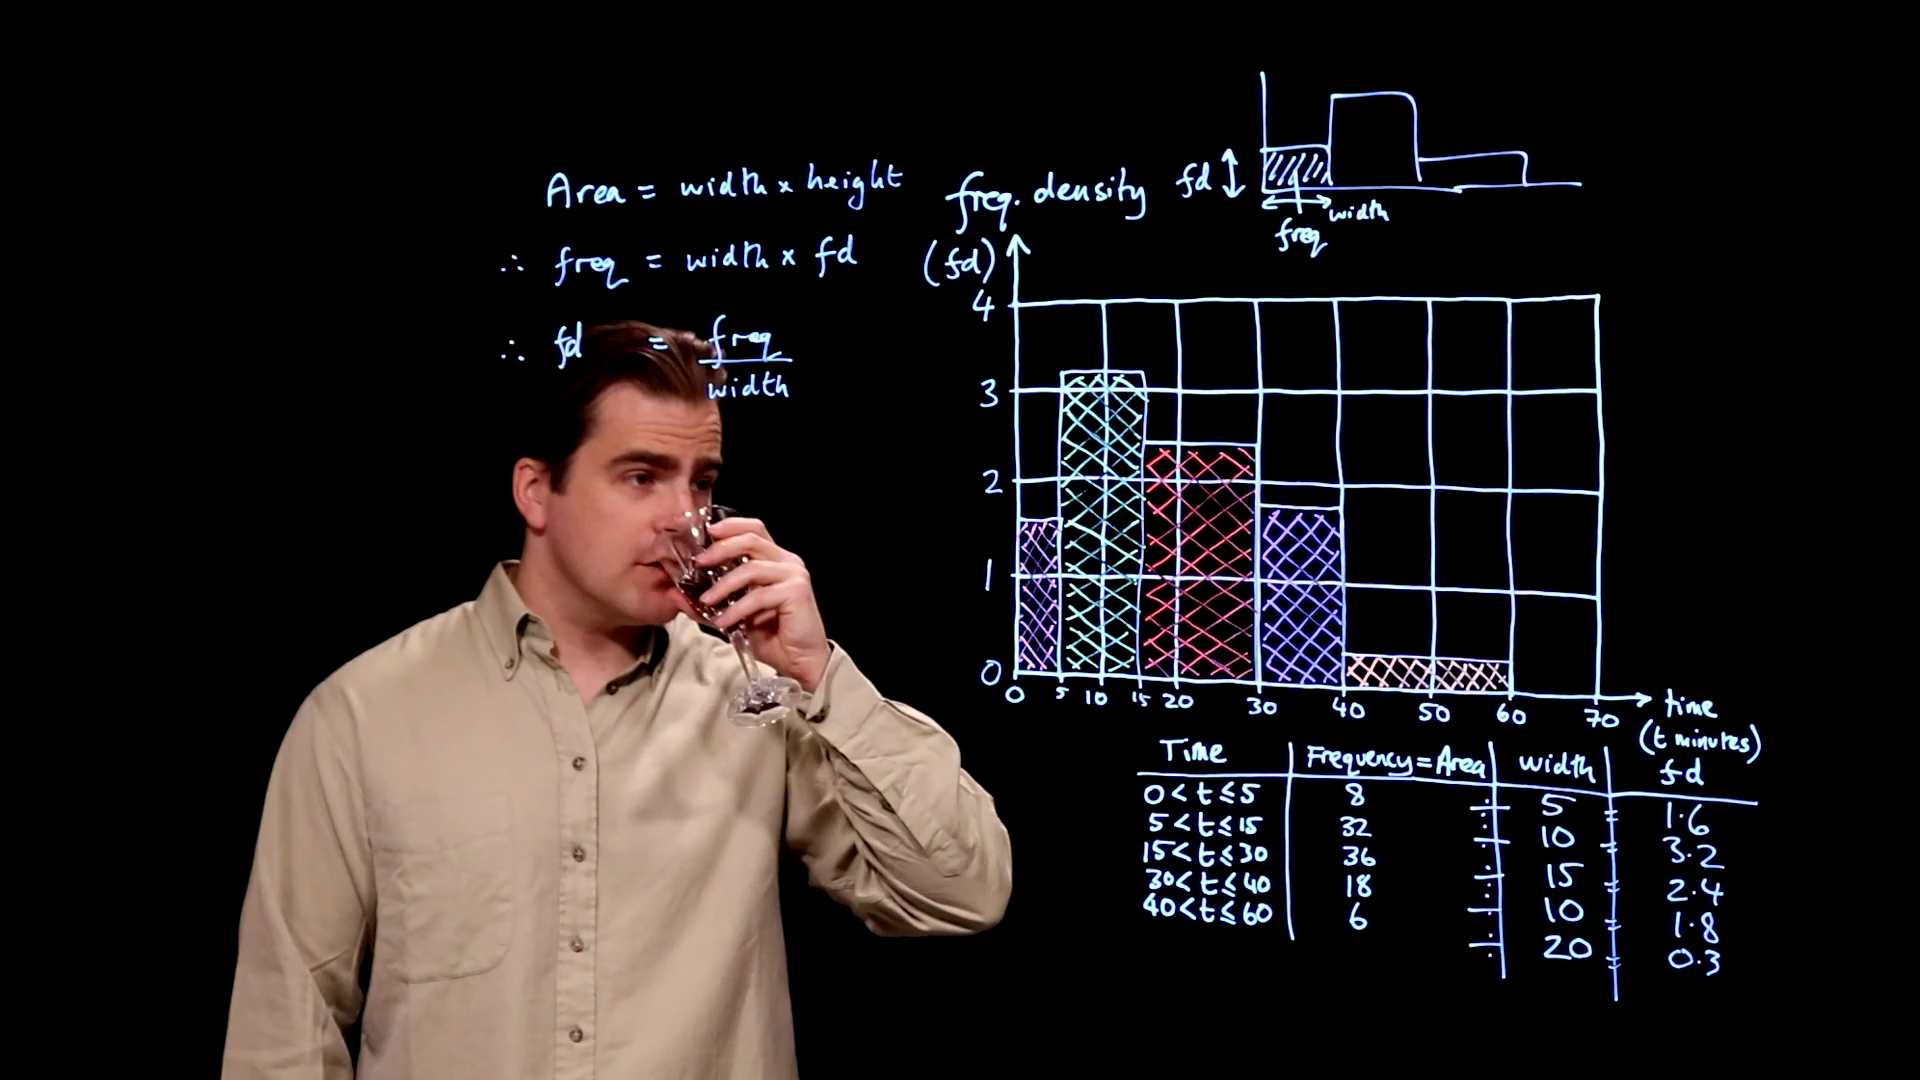 Area = width x height
∴ freq = width x fd
∴ fd = freq
width
fd
width
freq
freq. density
(fd)
4
3
2
1
0
0 5 10 15 20 30 40 50 60 70
time
(t minutes)
Time | Frequency = Area | width | fd
0 < t ≤ 5 | 8 ÷ 5 = 1.6
5 < t ≤ 15 | 32 ÷ 10 = 3.2
15 < t ≤ 30 | 36 ÷ 15 = 2.4
30 < t ≤ 40 | 18 ÷ 10 = 1.8
40 < t ≤ 60 | 6 ÷ 20 = 0.3